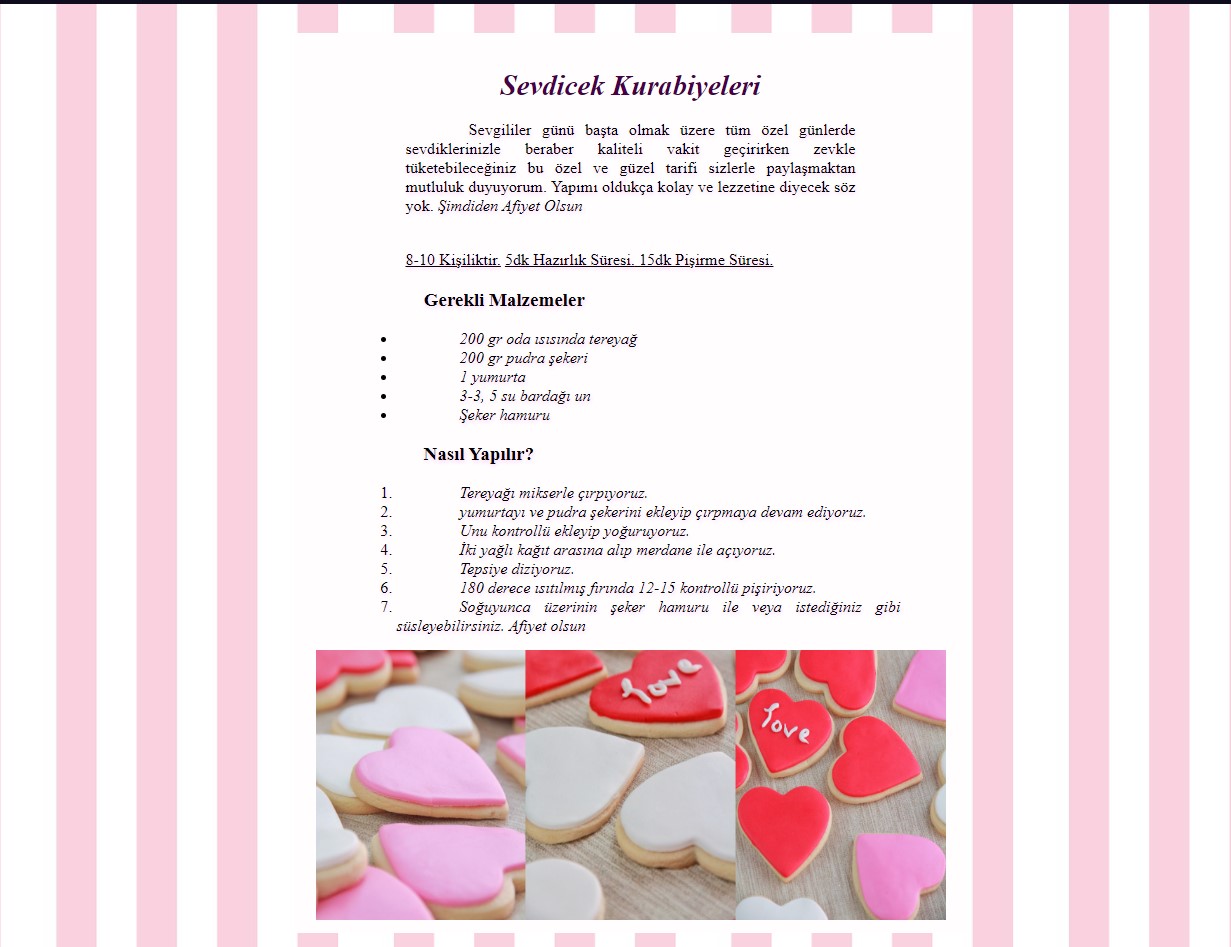 Sevdicek Kurabiyeleri
Sevgililer günü başta olmak üzere tüm özel günlerde
sevdiklerinizle beraber kaliteli vakit geçirirken zevkle
tüketebileceğiniz bu özel ve güzel tarifi sizlerle paylaşmaktan
mutluluk duyuyorum. Yapımı oldukça kolay ve lezzetine diyecek söz
yok. Şimdiden Afiyet Olsun
8-10 Kişiliktir. 5dk Hazırlık Süresi. 15dk Pişirme Süresi.
Gerekli Malzemeler
• 200 gr oda ısısında tereyağ
• 200 gr pudra şekeri
• 1 yumurta
• 3-3, 5 su bardağı un
• Şeker hamuru
Nasıl Yapılır?
1. Tereyağı mikserle çırpıyoruz.
2. yumurtayı ve pudra şekerini ekleyip çırpmaya devam ediyoruz.
3. Unu kontrollü ekleyip yoğuruyoruz.
4. İki yağlı kağıt arasına alıp merdane ile açıyoruz.
5. Tepsiye diziyoruz.
6. 180 derece ısıtılmış fırında 12-15 kontrollü pişiriyoruz.
7. Soğuyunca üzerinin şeker hamuru ile veya istediğiniz gibi
süsleyebilirsiniz. Afiyet olsun
love
love